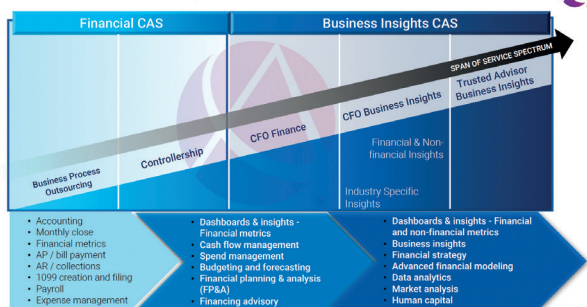 Financial CAS
Business Insights CAS
SPAN OF SERVICE SPECTRUM
Business Process
Outsourcing
Controllership
CFO Finance
CFO Business Insights
Trusted Advisor
Business Insights
Financial & Non-
financial Insights
Industry Specific
Insights
• Accounting
• Monthly close
• Financial metrics
• AP / bill payment
• AR / collections
• 1099 creation and filing
• Payroll
• Expense management
• Dashboards & insights -
Financial metrics
• Cash flow management
• Spend management
• Budgeting and forecasting
• Financial planning & analysis
(FP&A)
• Financing advisory
• Dashboards & insights - Financial
and non-financial metrics
• Business insights
• Financial strategy
• Advanced financial modeling
• Data analytics
• Market analysis
• Human capital